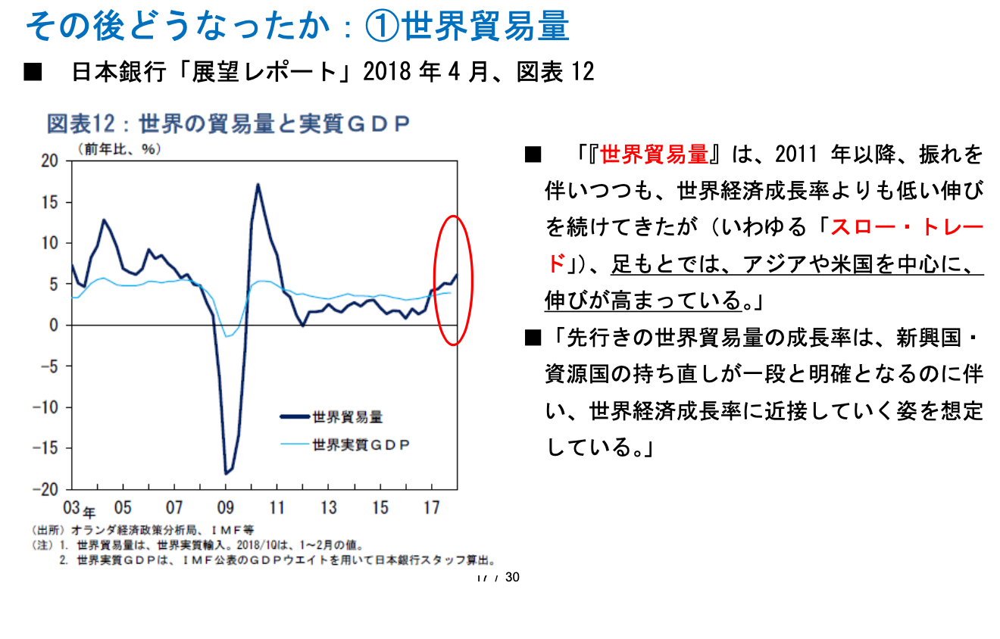 その後どうなったか：①世界貿易量
■ 日本銀行「展望レポート」2018年4月、図表12
図表12：世界の貿易量と実質ＧＤＰ
（前年比、％）
20
15
10
5
0
−5
−10
−15
−20
世界貿易量
世界実質ＧＤＰ
03年 05 07 09 11 13 15 17
（出所）オランダ経済政策分析局、ＩＭＦ等
（注）1. 世界貿易量は、世界実質輸入。2018/1Qは、1〜2月の値。
2. 世界実質ＧＤＰは、ＩＭＦ公表のＧＤＰウエイトを用いて日本銀行スタッフ算出。
■ 「『世界貿易量』は、2011 年以降、振れを
伴いつつも、世界経済成長率よりも低い伸び
を続けてきたが（いわゆる「スロー・トレー
ド」）、足もとでは、アジアや米国を中心に、
伸びが高まっている。」
■「先行きの世界貿易量の成長率は、新興国・
資源国の持ち直しが一段と明確となるのに伴
い、世界経済成長率に近接していく姿を想定
している。」
17 / 30